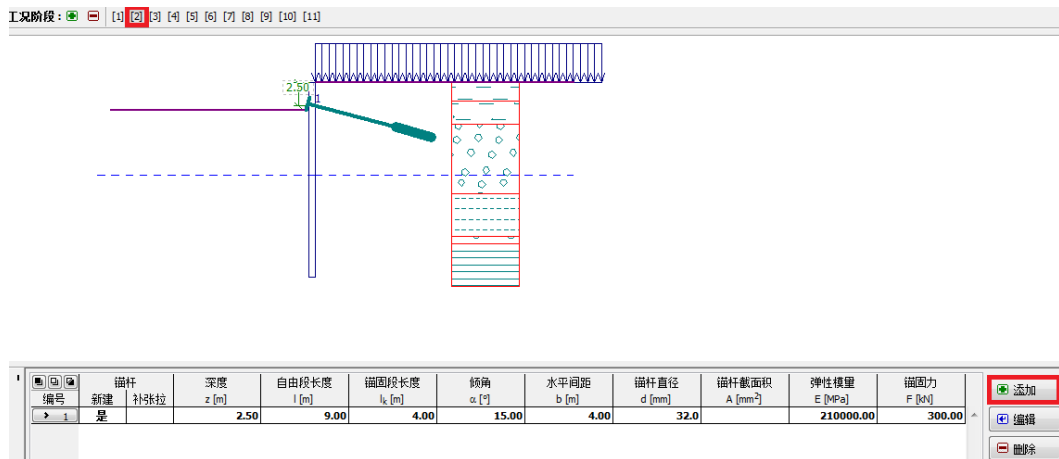 工况阶段： [1] [2] [3] [4] [5] [6] [7] [8] [9] [10] [11]
2.50
1
编号 锚杆 深度 自由段长度 锚固段长度 倾角 水平间距 锚杆直径 锚杆截面积 弹性模量 锚固力 添加
新建 补张拉 z [m] l [m] lk [m] α [°] b [m] d [mm] A [mm2] E [MPa] F [kN]
1 是 2.50 9.00 4.00 15.00 4.00 32.0 210000.00 300.00 编辑
删除